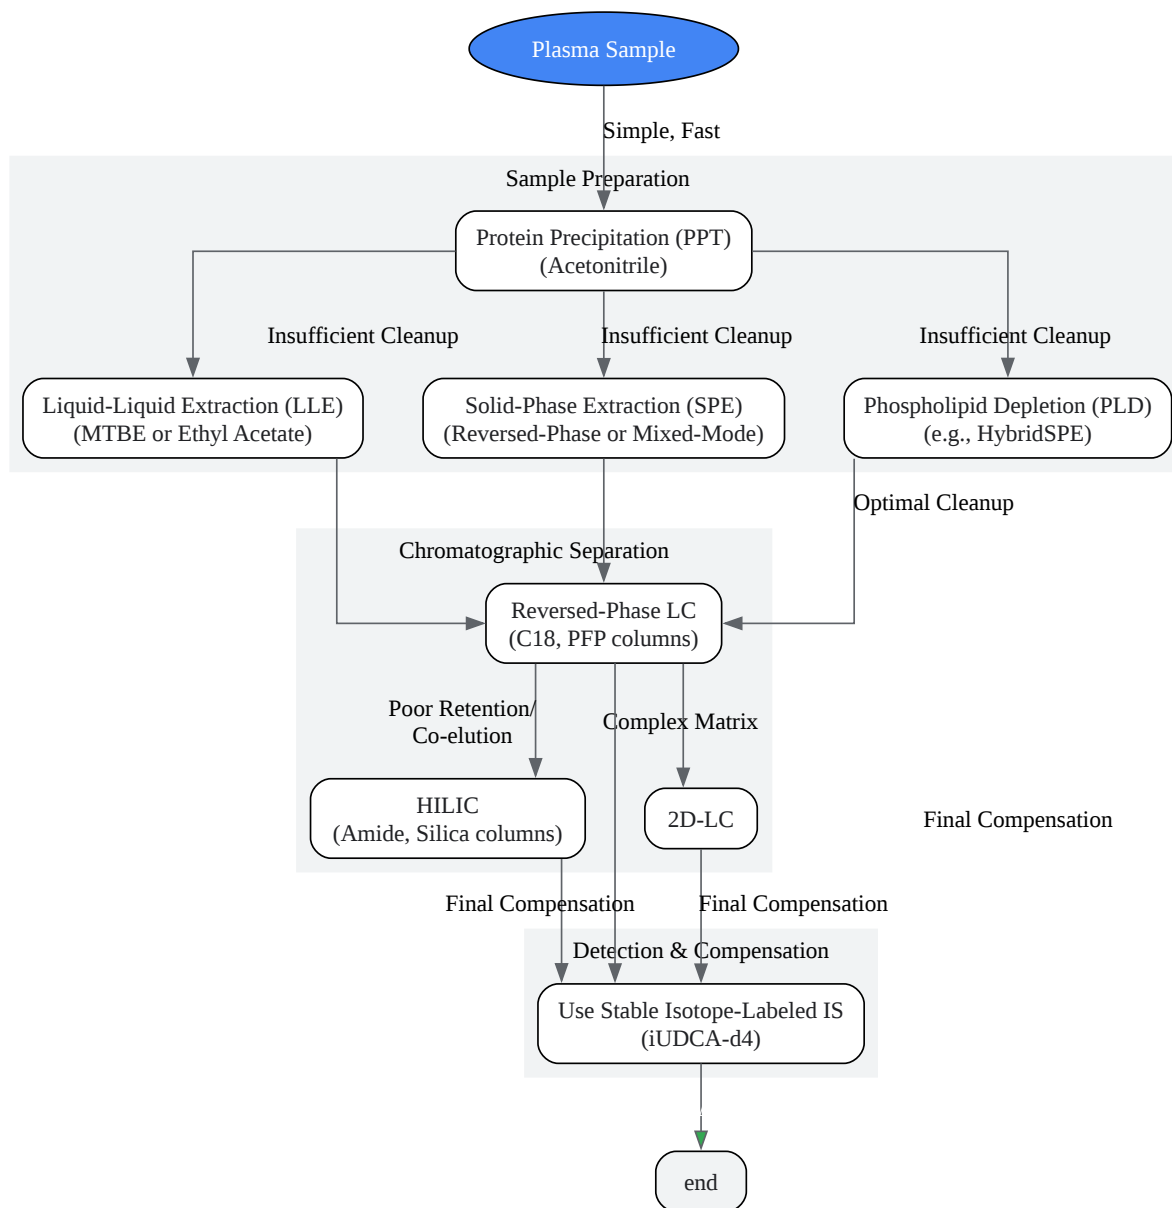 Plasma Sample
Simple, Fast
Sample Preparation
Protein Precipitation (PPT)
(Acetonitrile)
Insufficient Cleanup
Insufficient Cleanup
Insufficient Cleanup
Liquid-Liquid Extraction (LLE)
(MTBE or Ethyl Acetate)
Solid-Phase Extraction (SPE)
(Reversed-Phase or Mixed-Mode)
Phospholipid Depletion (PLD)
(e.g., HybridSPE)
Optimal Cleanup
Chromatographic Separation
Reversed-Phase LC
(C18, PFP columns)
Poor Retention/
Co-elution
Complex Matrix
HILIC
(Amide, Silica columns)
2D-LC
Final Compensation
Final Compensation
Final Compensation
Detection & Compensation
Use Stable Isotope-Labeled IS
(iUDCA-d4)
end